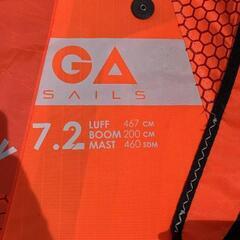 GA
SAILS
7.2
LUFF 467 CM
BOOM 200 CM
MAST 460 SDM